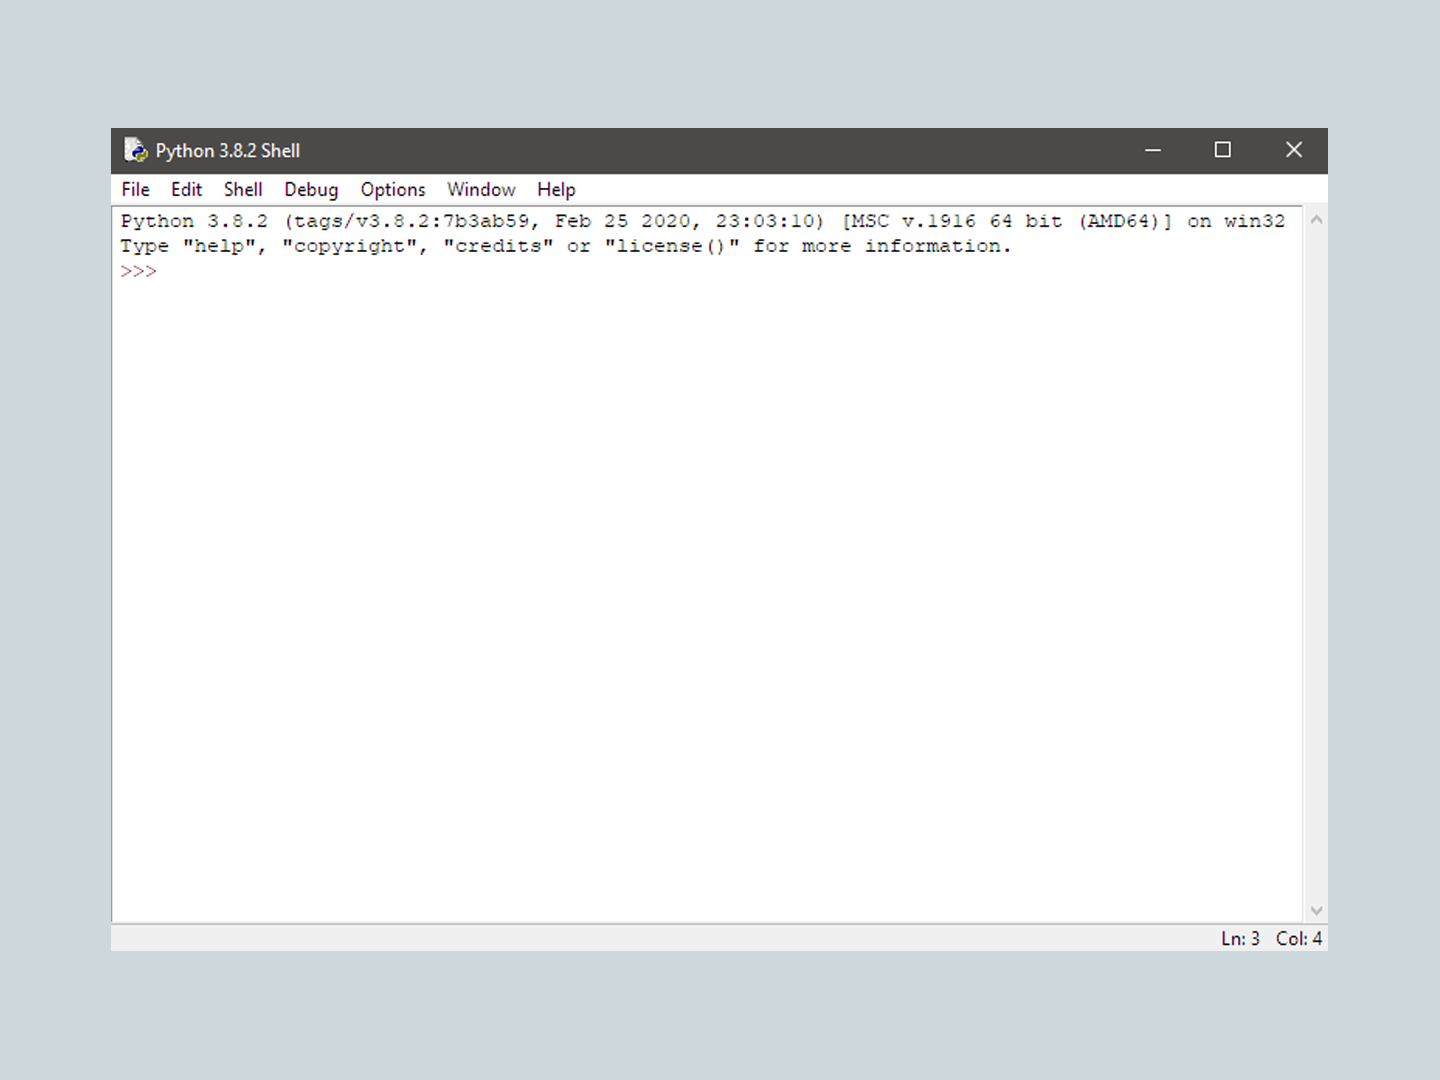 Python 3.8.2 Shell
File Edit Shell Debug Options Window Help
Python 3.8.2 (tags/v3.8.2:7b3ab59, Feb 25 2020, 23:03:10) [MSC v.1916 64 bit (AMD64)] on win32
Type "help", "copyright", "credits" or "license()" for more information.
>>>
Ln: 3 Col: 4